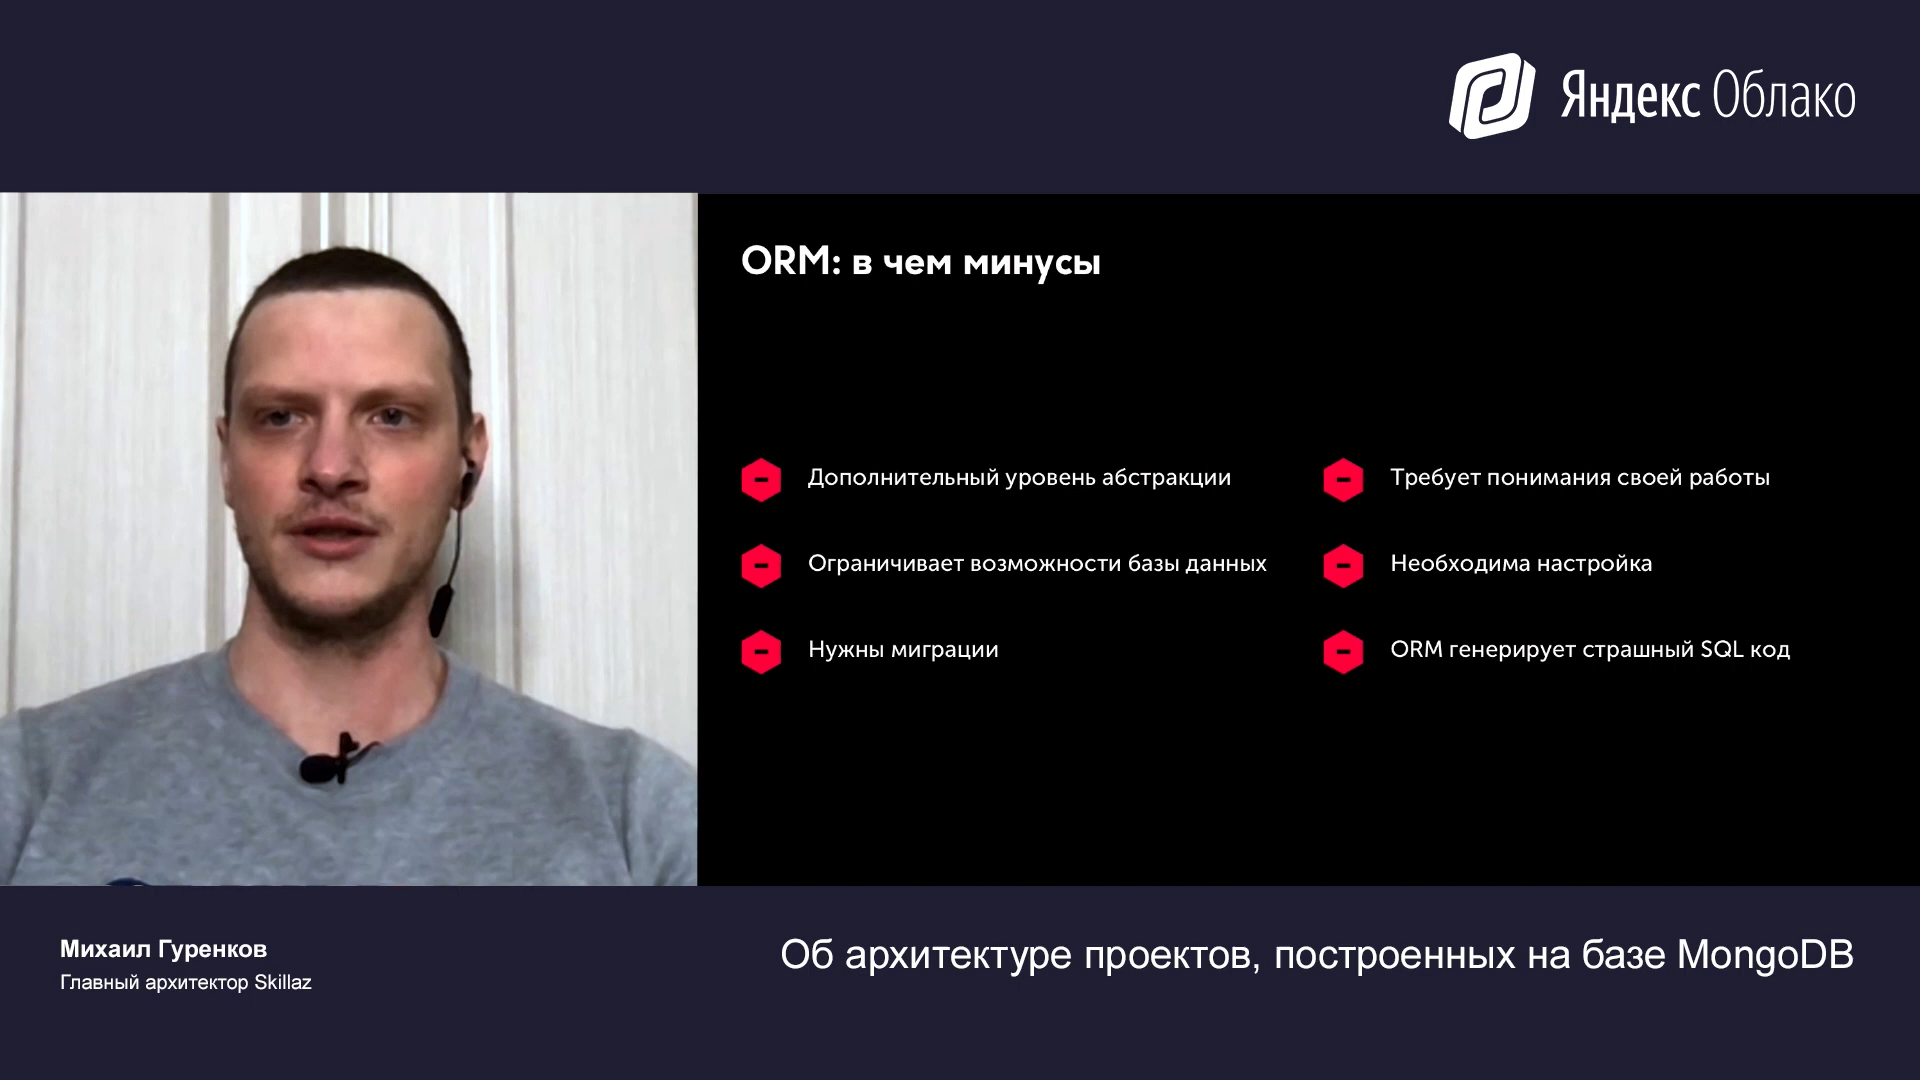 Яндекс Облако
ORM: в чем минусы
Дополнительный уровень абстракции
Ограничивает возможности базы данных
Нужны миграции
Требует понимания своей работы
Необходима настройка
ORM генерирует страшный SQL код
Михаил Гуренков
Главный архитектор Skillaz
Об архитектуре проектов, построенных на базе MongoDB